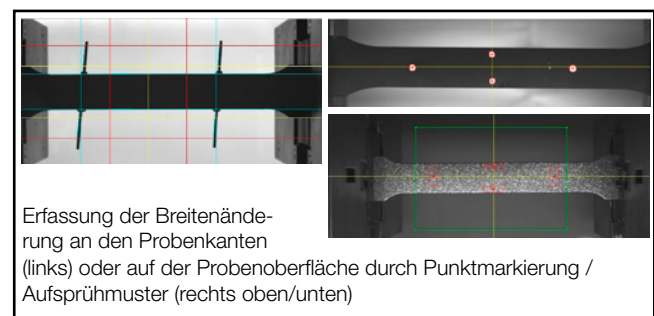 Erfassung der Breitenände-
rung an den Probenkanten
(links) oder auf der Probenoberfläche durch Punktmarkierung /
Aufsprühmuster (rechts oben/unten)